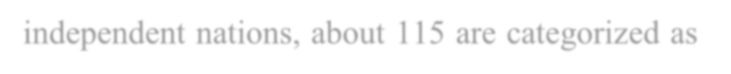 independent nations, about 115 are categorized as